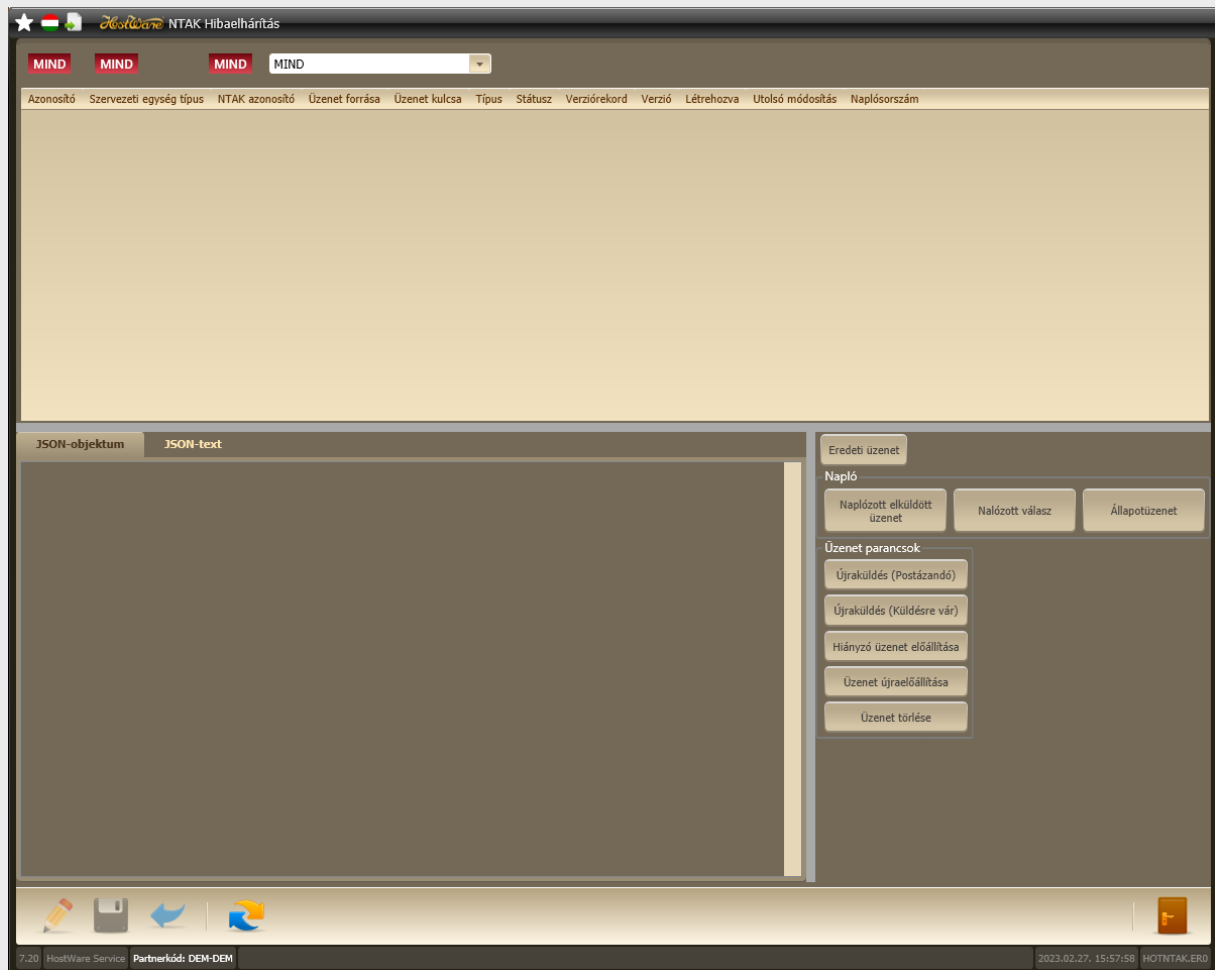 HostWare NTAK Hibaelhárítás
MIND MIND MIND MIND
Azonosító Szervezeti egység típus NTAK azonosító Üzenet forrása Üzenet kulcsa Típus Státusz Verziórekord Verzió Létrehozva Utolsó módosítás Naplósorszám
JSON-objektum JSON-text
Eredeti üzenet
Napló
Naplózott elküldött
üzenet
Nalózott válasz
Állapotüzenet
Üzenet parancsok
Újraküldés (Postázandó)
Újraküldés (Küldésre vár)
Hiányzó üzenet előállítása
Üzenet újraelőállítása
Üzenet törlése
7.20 HostWare Service Partnerkód: DEM-DEM 2023.02.27. 15:57:58 HOTNTAK.ER0